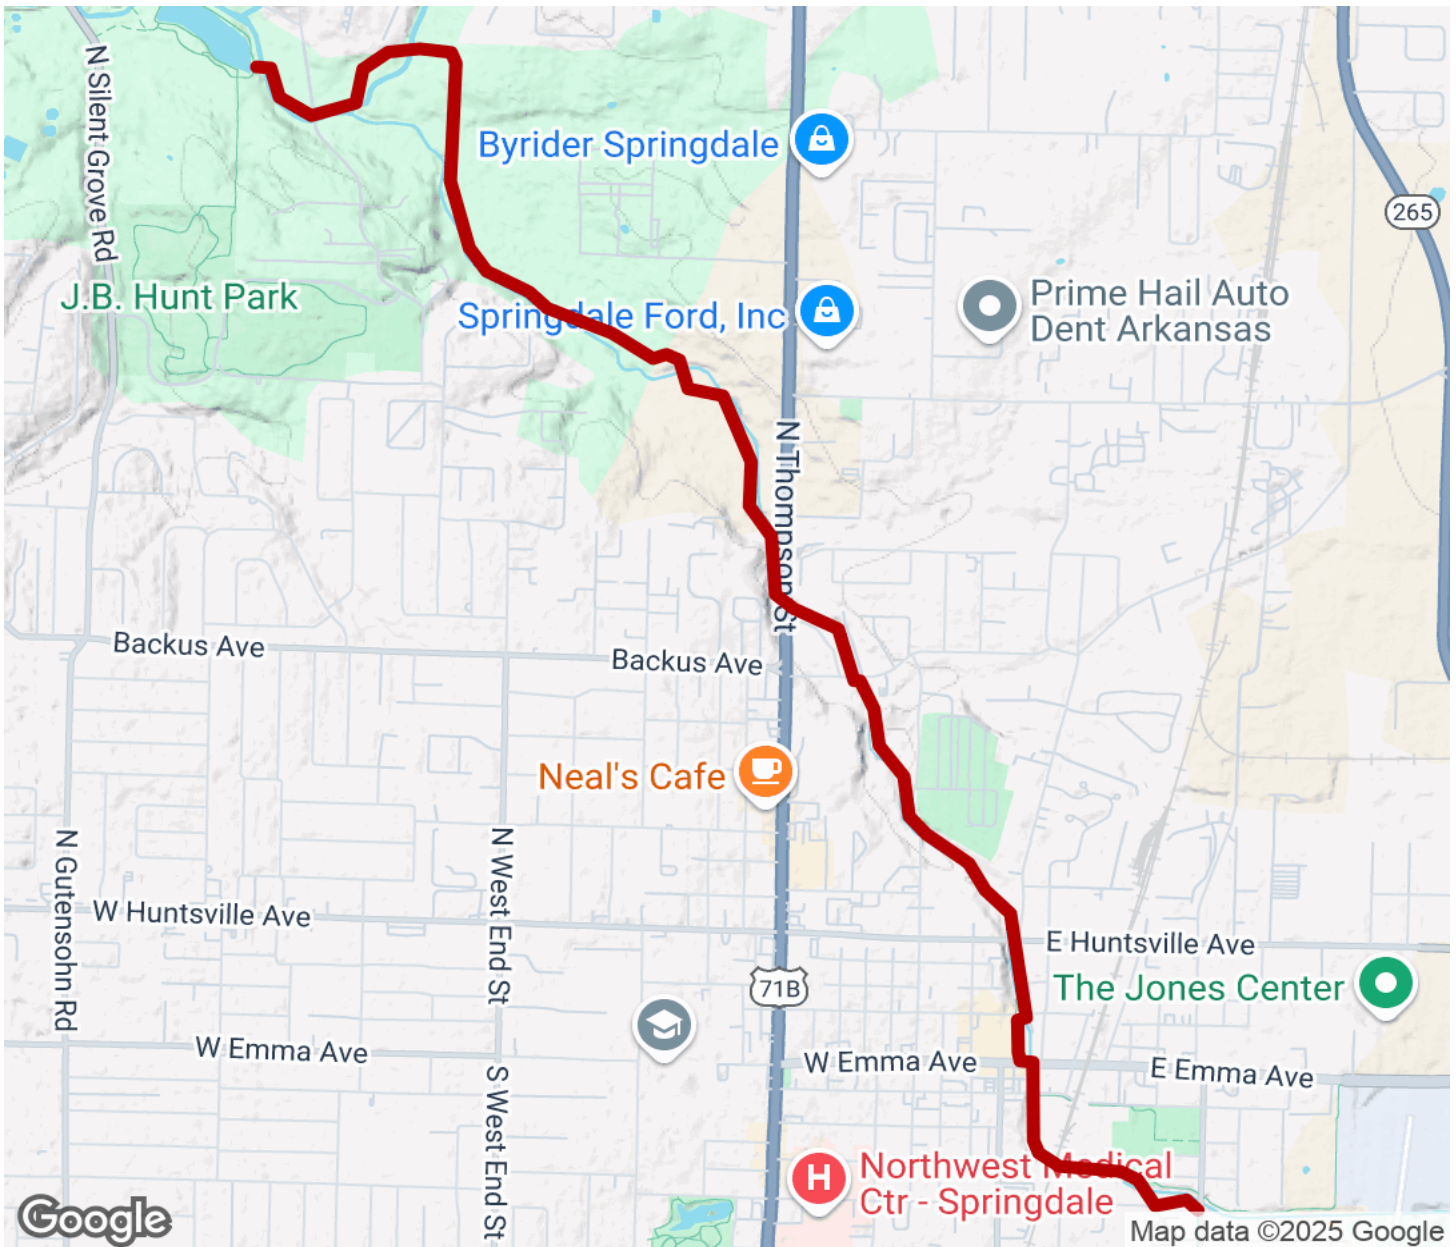 N Silent Grove Rd
Byrider Springdale
265
J.B. Hunt Park
Springdale Ford, Inc
Prime Hail Auto
Dent Arkansas
N Thompson St
Backus Ave
Backus Ave
Neal's Cafe
N Gutensohn Rd
N West End St
W Huntsville Ave
E Huntsville Ave
The Jones Center
71B
W Emma Ave
W Emma Ave
E Emma Ave
S West End St
H
Northwest Medical
Ctr - Springdale
Google
Map data ©2025 Google